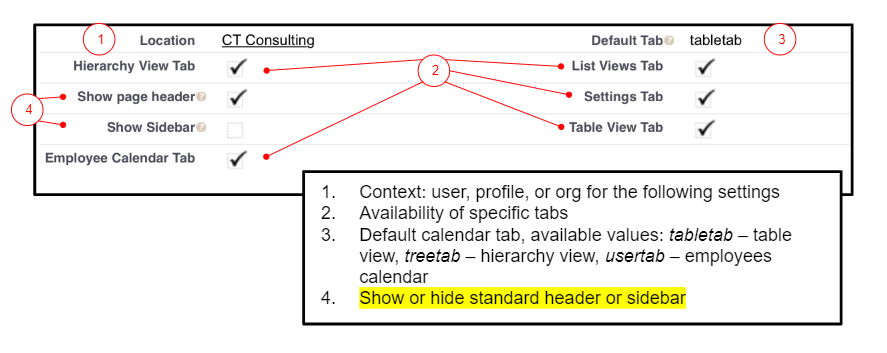 1 Location CT Consulting Default Tab? tabletab 3
Hierarchy View Tab 2 List Views Tab
4 Show page header? Settings Tab
Show Sidebar? Table View Tab
Employee Calendar Tab
1. Context: user, profile, or org for the following settings
2. Availability of specific tabs
3. Default calendar tab, available values: tabletab – table
view, treetab – hierarchy view, usertab – employees
calendar
4. Show or hide standard header or sidebar